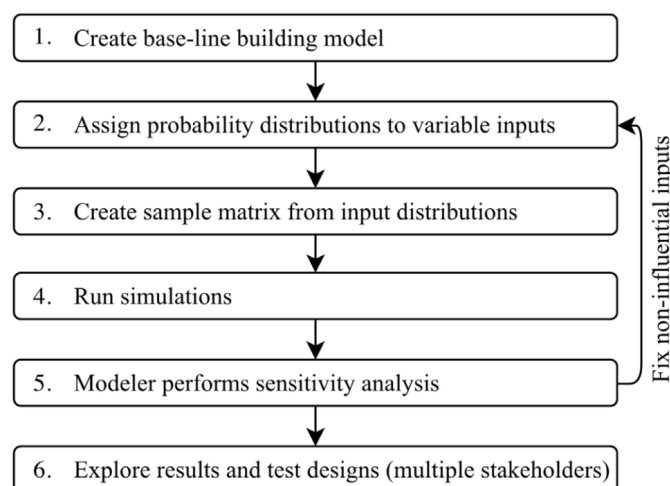 1. Create base-line building model
2. Assign probability distributions to variable inputs
3. Create sample matrix from input distributions
4. Run simulations
5. Modeler performs sensitivity analysis
6. Explore results and test designs (multiple stakeholders)
Fix non-influential inputs